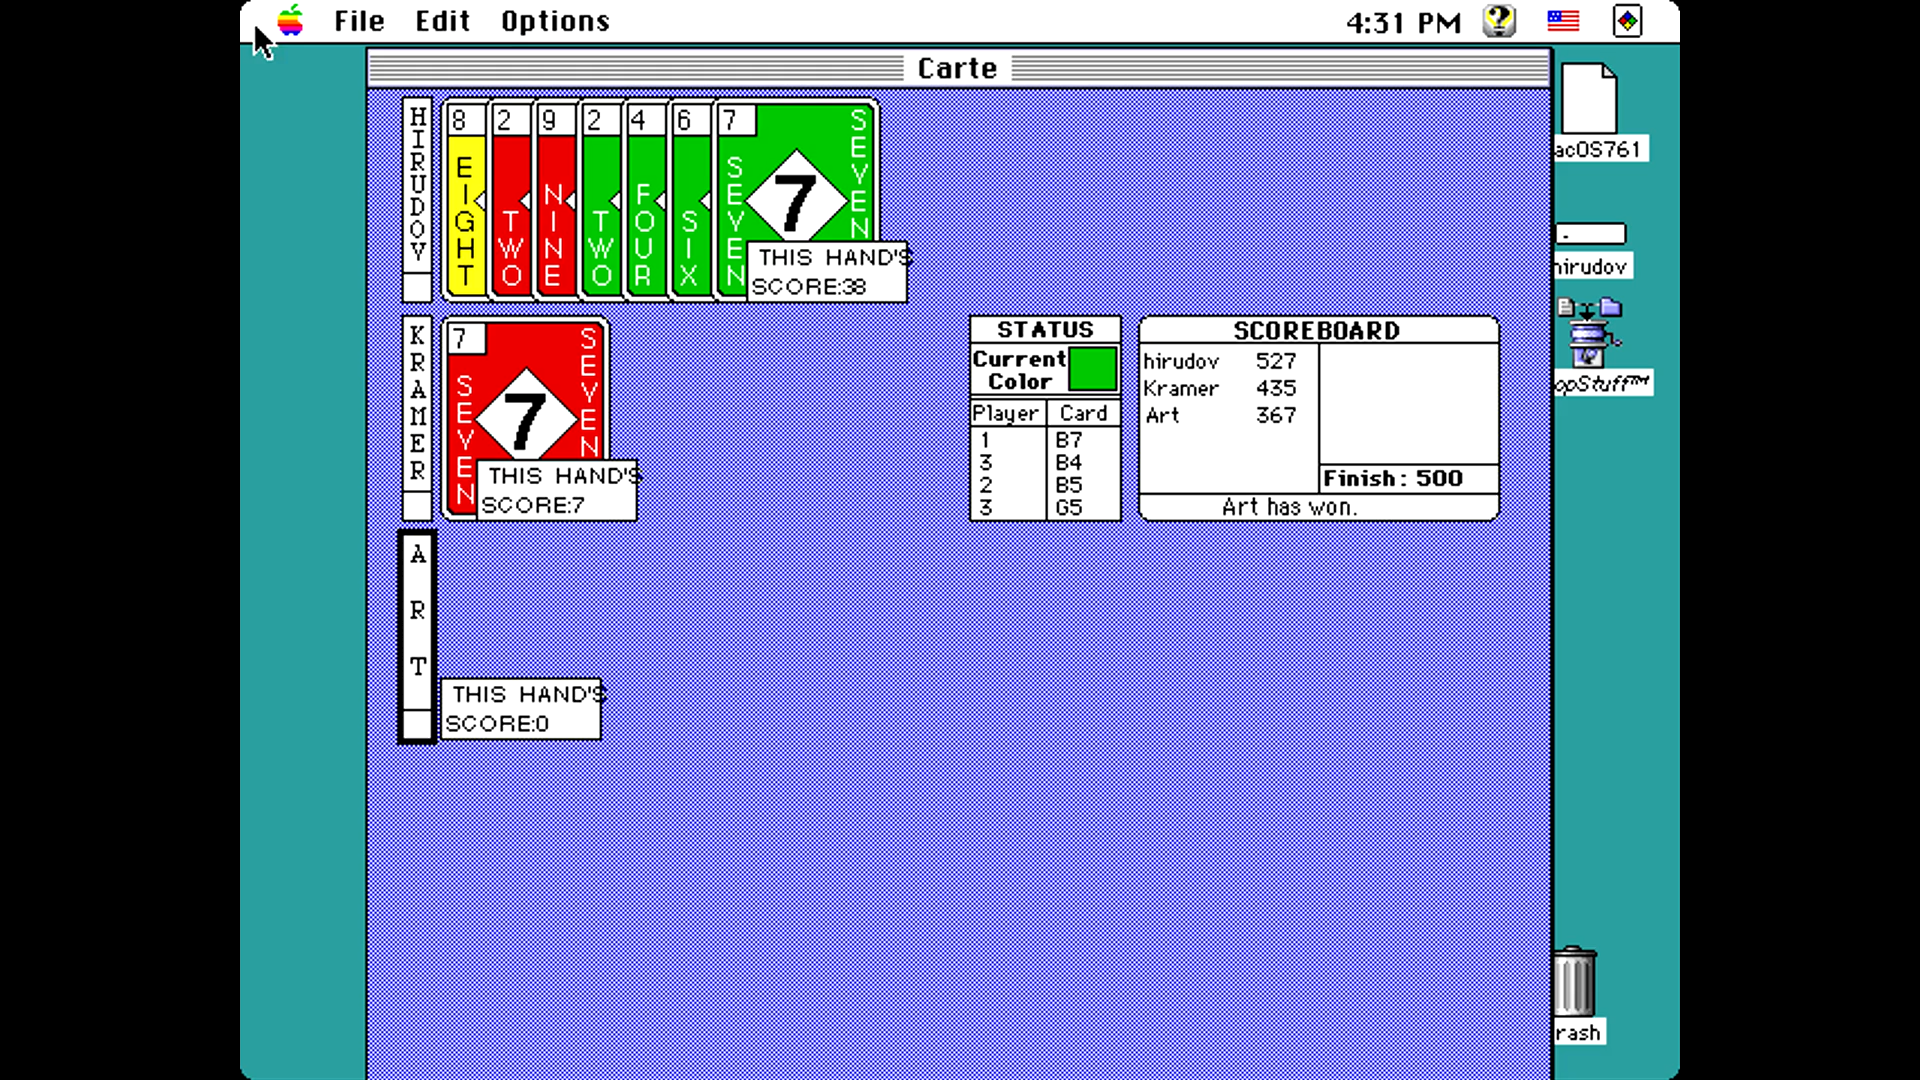 File Edit Options 4:31 PM
Carte
HIRUDOV
8 2 9 2 4 6 7
EIGHT TWO NINE TWO FOUR SIX SEVEN 7 SEVEN
THIS HAND'S
SCORE:38
KRAMER
7
SEVEN 7 SEVEN
THIS HAND'S
SCORE:7
ART
THIS HAND'S
SCORE:0
STATUS
Current
Color
Player Card
1 B7
3 B4
2 B5
3 G5
SCOREBOARD
hirudov 527
Kramer 435
Art 367
Finish: 500
Art has won.
acOS761
hirudov
opStuff™
rash